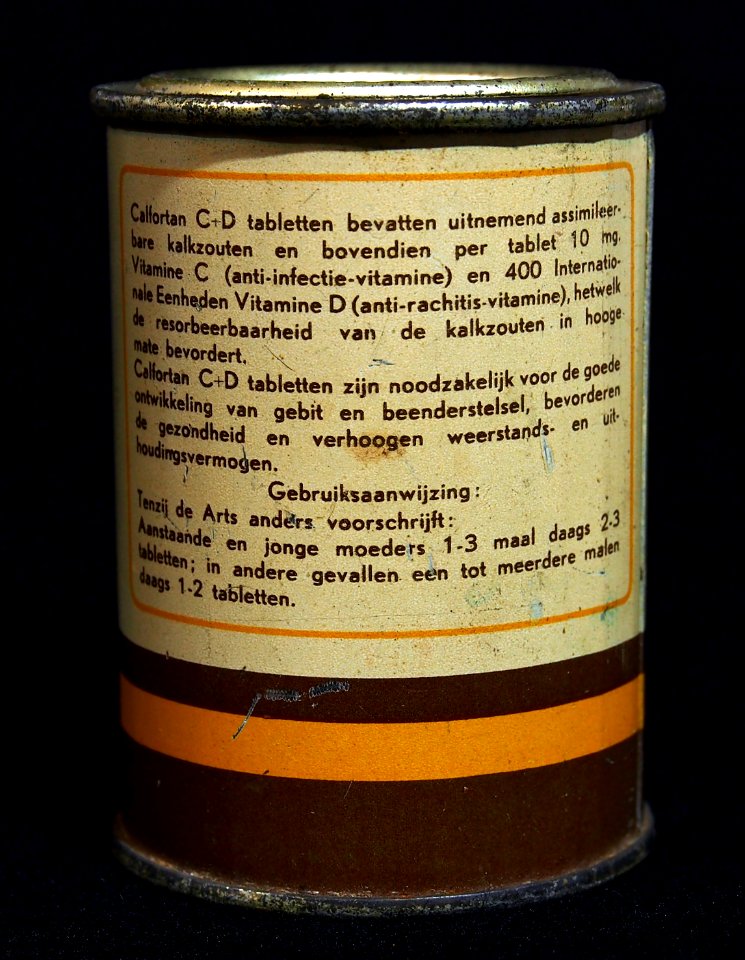 Calfortan C+D tabletten bevatten uitnemend assimileer-
bare kalkzouten en bovendien per tablet 10 mg.
Vitamine C (anti-infectie-vitamine) en 400 Internatio-
nale Eenheden Vitamine D (anti-rachitis-vitamine), hetwelk
de resorbeerbaarheid van de kalkzouten in hooge
mate bevordert.
Calfortan C+D tabletten zijn noodzakelijk voor de goede
ontwikkeling van gebit en beenderstelsel, bevorderen
de gezondheid en verhoogen weerstands- en uit-
houdingsvermogen.
Gebruiksaanwijzing:
Tenzij de Arts anders voorschrijft:
Aanstaande en jonge moeders 1-3 maal daags 2-3
tabletten; in andere gevallen een tot meerdere malen
daags 1-2 tabletten.